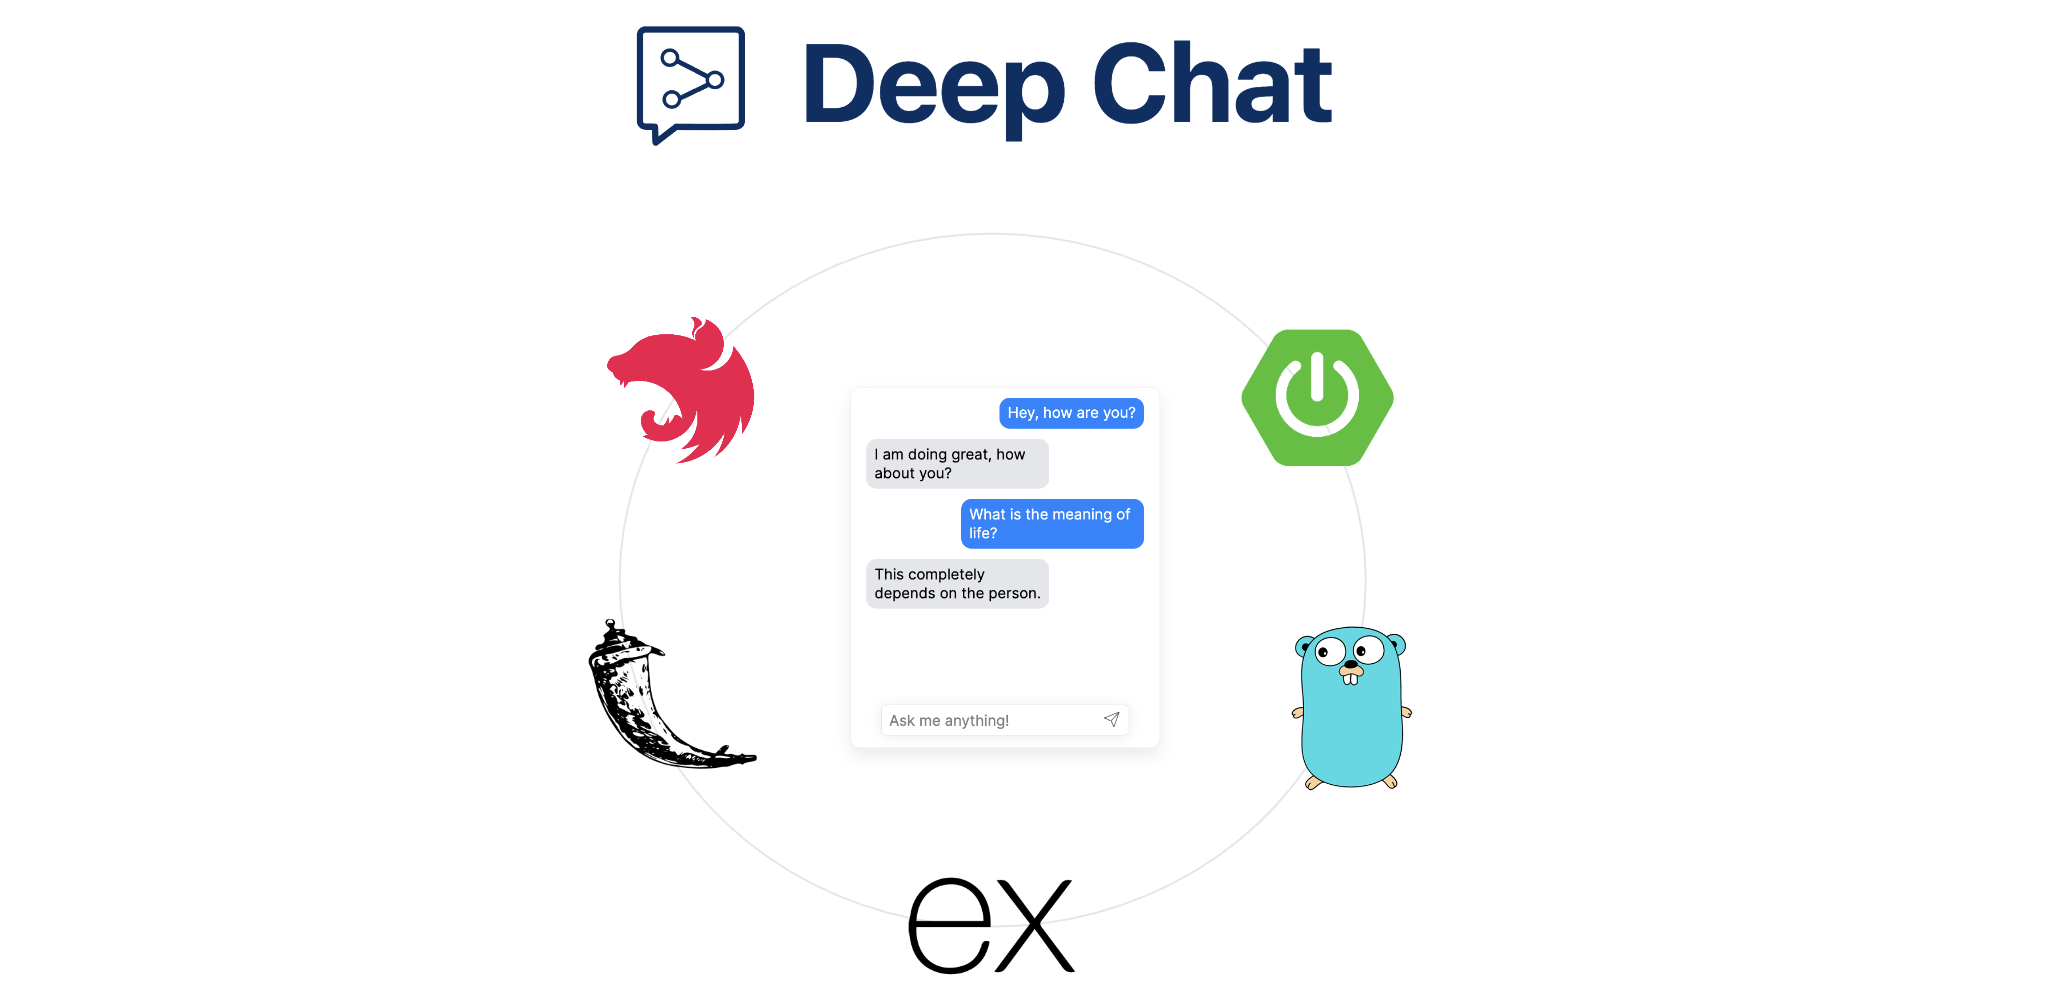 Deep Chat
Hey, how are you?
I am doing great, how
about you?
What is the meaning of
life?
This completely
depends on the person.
Ask me anything!
ex